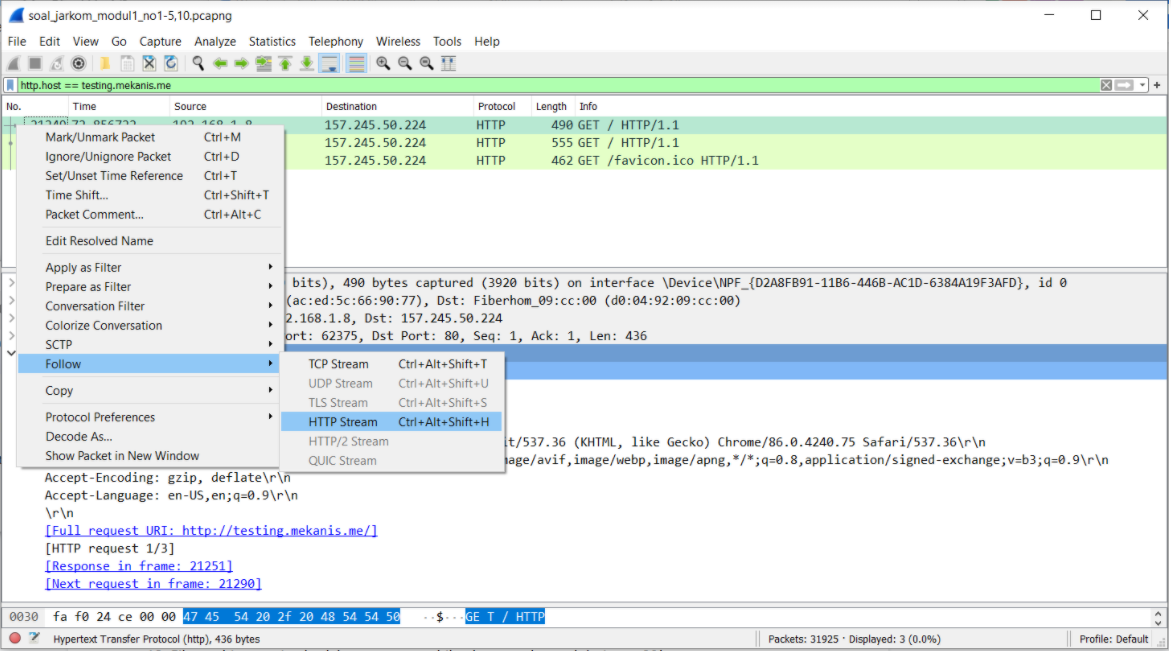 soal_jarkom_modul1_no1-5,10.pcapng
File Edit View Go Capture Analyze Statistics Telephony Wireless Tools Help
http.host == testing.mekanis.me
No. Time Source Destination Protocol Length Info
21249 72.856722 192.168.1.8 157.245.50.224 HTTP 490 GET / HTTP/1.1
157.245.50.224 HTTP 555 GET / HTTP/1.1
157.245.50.224 HTTP 462 GET /favicon.ico HTTP/1.1
Mark/Unmark Packet Ctrl+M
Ignore/Unignore Packet Ctrl+D
Set/Unset Time Reference Ctrl+T
Time Shift... Ctrl+Shift+T
Packet Comment... Ctrl+Alt+C
Edit Resolved Name
Apply as Filter
Prepare as Filter
Conversation Filter
Colorize Conversation
SCTP
Follow
Copy
Protocol Preferences
Decode As...
Show Packet in New Window
TCP Stream Ctrl+Alt+Shift+T
UDP Stream Ctrl+Alt+Shift+U
TLS Stream Ctrl+Alt+Shift+S
HTTP Stream Ctrl+Alt+Shift+H
HTTP/2 Stream
QUIC Stream
bits), 490 bytes captured (3920 bits) on interface \Device\NPF_{D2A8FB91-11B6-446B-AC1D-6384A19F3AFD}, id 0
(ac:ed:5c:66:90:77), Dst: Fiberhom_09:cc:00 (d0:04:92:09:cc:00)
2.168.1.8, Dst: 157.245.50.224
ort: 62375, Dst Port: 80, Seq: 1, Ack: 1, Len: 436
it/537.36 (KHTML, like Gecko) Chrome/86.0.4240.75 Safari/537.36\r\n
mage/avif,image/webp,image/apng,*/*;q=0.8,application/signed-exchange;v=b3;q=0.9\r\n
Accept-Encoding: gzip, deflate\r\n
Accept-Language: en-US,en;q=0.9\r\n
\r\n
[Full request URI: http://testing.mekanis.me/]
[HTTP request 1/3]
[Response in frame: 21251]
[Next request in frame: 21290]
0030 fa f0 24 ce 00 00 47 45 54 20 2f 20 48 54 54 50 ··$···GE T / HTTP
Hypertext Transfer Protocol (http), 436 bytes
Packets: 31925 · Displayed: 3 (0.0%)
Profile: Default